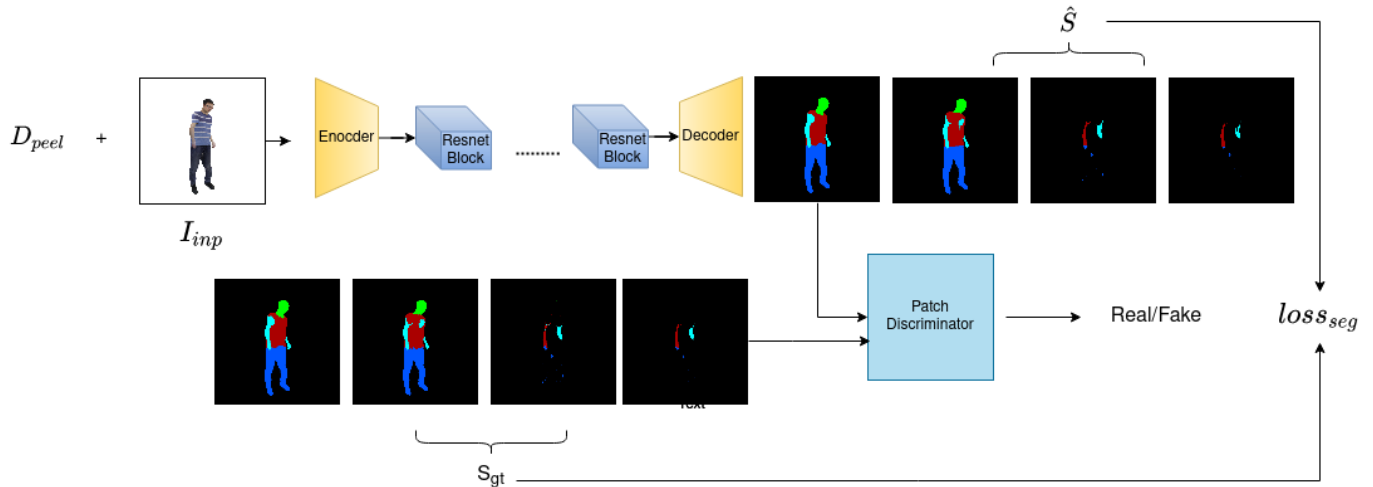 Ŝ
D_peel
+
Enocder
Resnet
Block
.........
Resnet
Block
Decoder
I_inp
Patch
Discriminator
Real/Fake
loss_seg
Text
S_gt